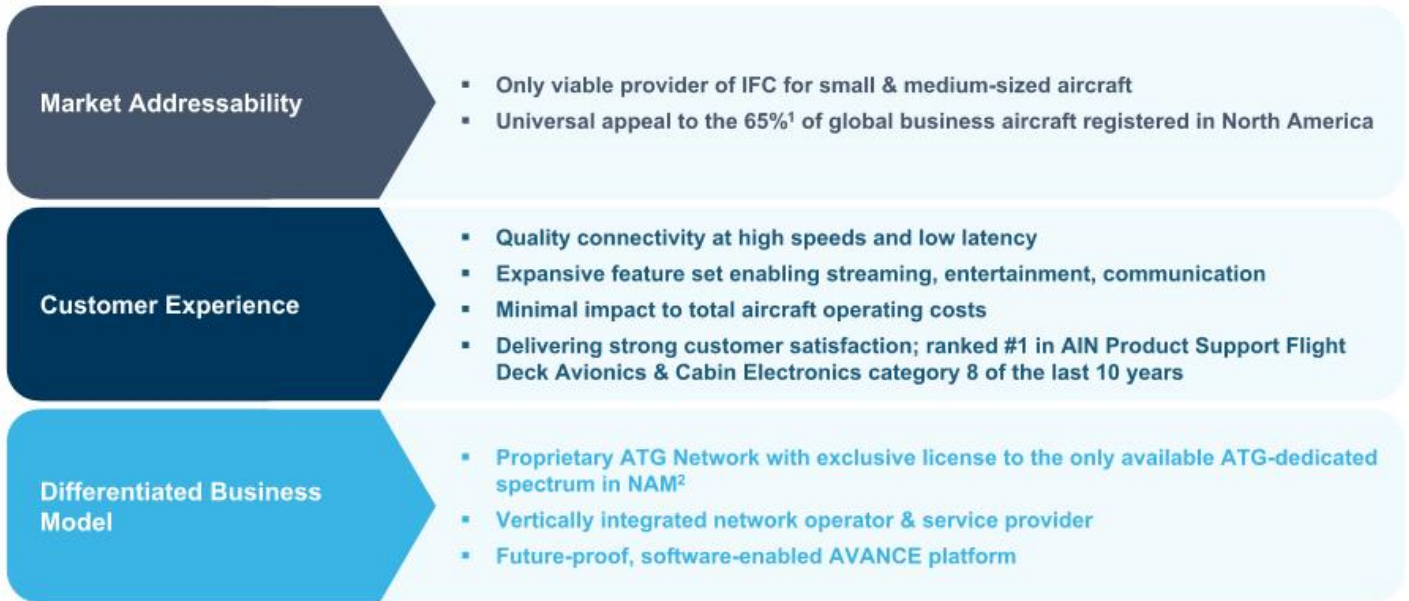 Market Addressability
▪ Only viable provider of IFC for small & medium-sized aircraft
▪ Universal appeal to the 65%¹ of global business aircraft registered in North America
Customer Experience
▪ Quality connectivity at high speeds and low latency
▪ Expansive feature set enabling streaming, entertainment, communication
▪ Minimal impact to total aircraft operating costs
▪ Delivering strong customer satisfaction; ranked #1 in AIN Product Support Flight
Deck Avionics & Cabin Electronics category 8 of the last 10 years
Differentiated Business
Model
▪ Proprietary ATG Network with exclusive license to the only available ATG-dedicated
spectrum in NAM²
▪ Vertically integrated network operator & service provider
▪ Future-proof, software-enabled AVANCE platform